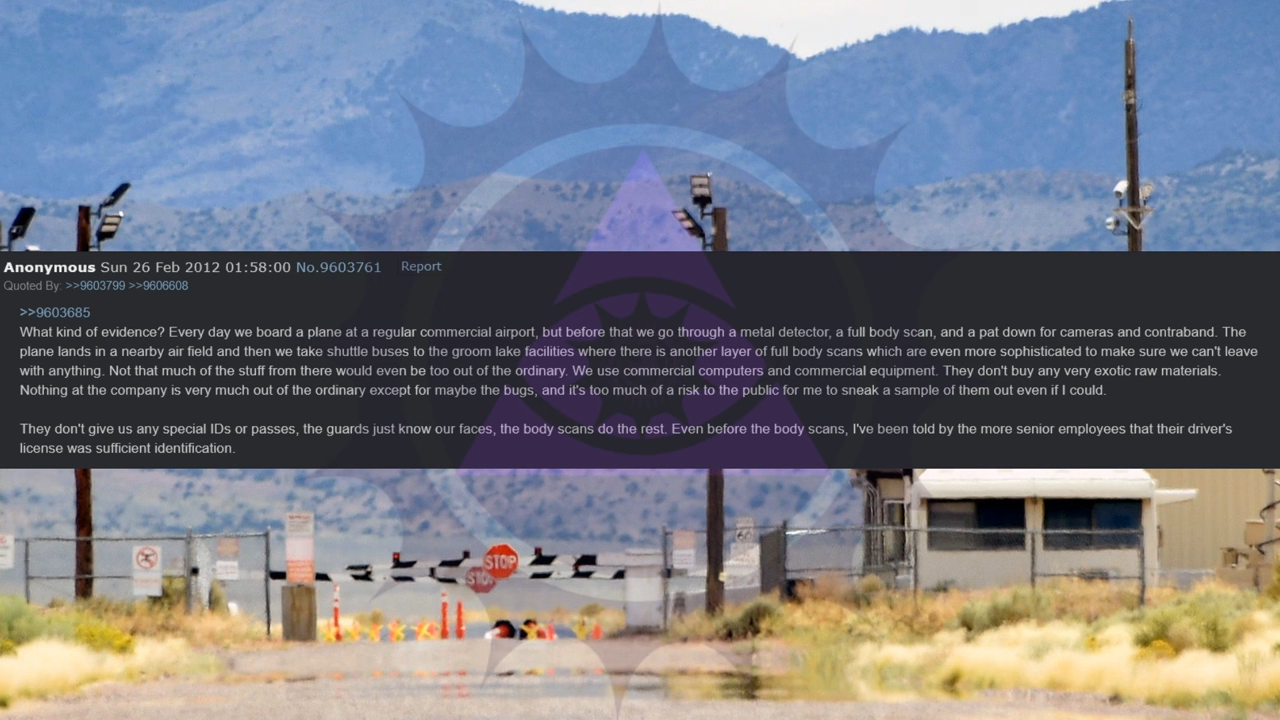 Anonymous Sun 26 Feb 2012 01:58:00 No.9603761 Report
Quoted By: >>9603799 >>9606608
>>9603685
What kind of evidence? Every day we board a plane at a regular commercial airport, but before that we go through a metal detector, a full body scan, and a pat down for cameras and contraband. The
plane lands in a nearby air field and then we take shuttle buses to the groom lake facilities where there is another layer of full body scans which are even more sophisticated to make sure we can't leave
with anything. Not that much of the stuff from there would even be too out of the ordinary. We use commercial computers and commercial equipment. They don't buy any very exotic raw materials.
Nothing at the company is very much out of the ordinary except for maybe the bugs, and it's too much of a risk to the public for me to sneak a sample of them out even if I could.
They don't give us any special IDs or passes, the guards just know our faces, the body scans do the rest. Even before the body scans, I've been told by the more senior employees that their driver's
license was sufficient identification.
STOP
STOP